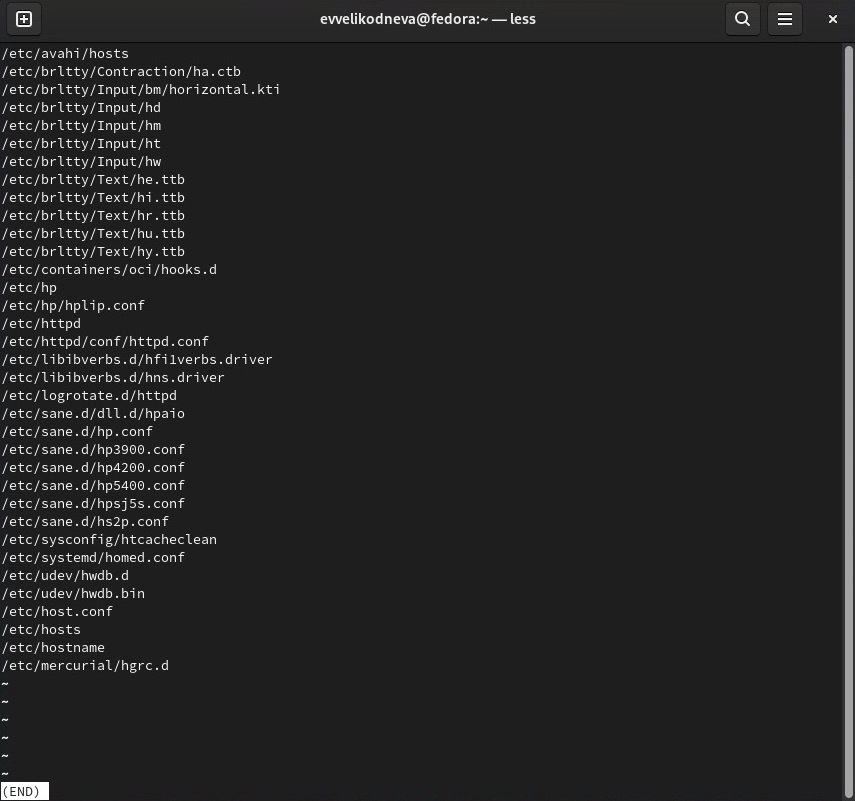 evvelikodneva@fedora:~ — less
/etc/avahi/hosts
/etc/brltty/Contraction/ha.ctb
/etc/brltty/Input/bm/horizontal.kti
/etc/brltty/Input/hd
/etc/brltty/Input/hm
/etc/brltty/Input/ht
/etc/brltty/Input/hw
/etc/brltty/Text/he.ttb
/etc/brltty/Text/hi.ttb
/etc/brltty/Text/hr.ttb
/etc/brltty/Text/hu.ttb
/etc/brltty/Text/hy.ttb
/etc/containers/oci/hooks.d
/etc/hp
/etc/hp/hplip.conf
/etc/httpd
/etc/httpd/conf/httpd.conf
/etc/libibverbs.d/hfi1verbs.driver
/etc/libibverbs.d/hns.driver
/etc/logrotate.d/httpd
/etc/sane.d/dll.d/hpaio
/etc/sane.d/hp.conf
/etc/sane.d/hp3900.conf
/etc/sane.d/hp4200.conf
/etc/sane.d/hp5400.conf
/etc/sane.d/hpsj5s.conf
/etc/sane.d/hs2p.conf
/etc/sysconfig/htcacheclean
/etc/systemd/homed.conf
/etc/udev/hwdb.d
/etc/udev/hwdb.bin
/etc/host.conf
/etc/hosts
/etc/hostname
/etc/mercurial/hgrc.d
~
~
~
~
~
~
(END)